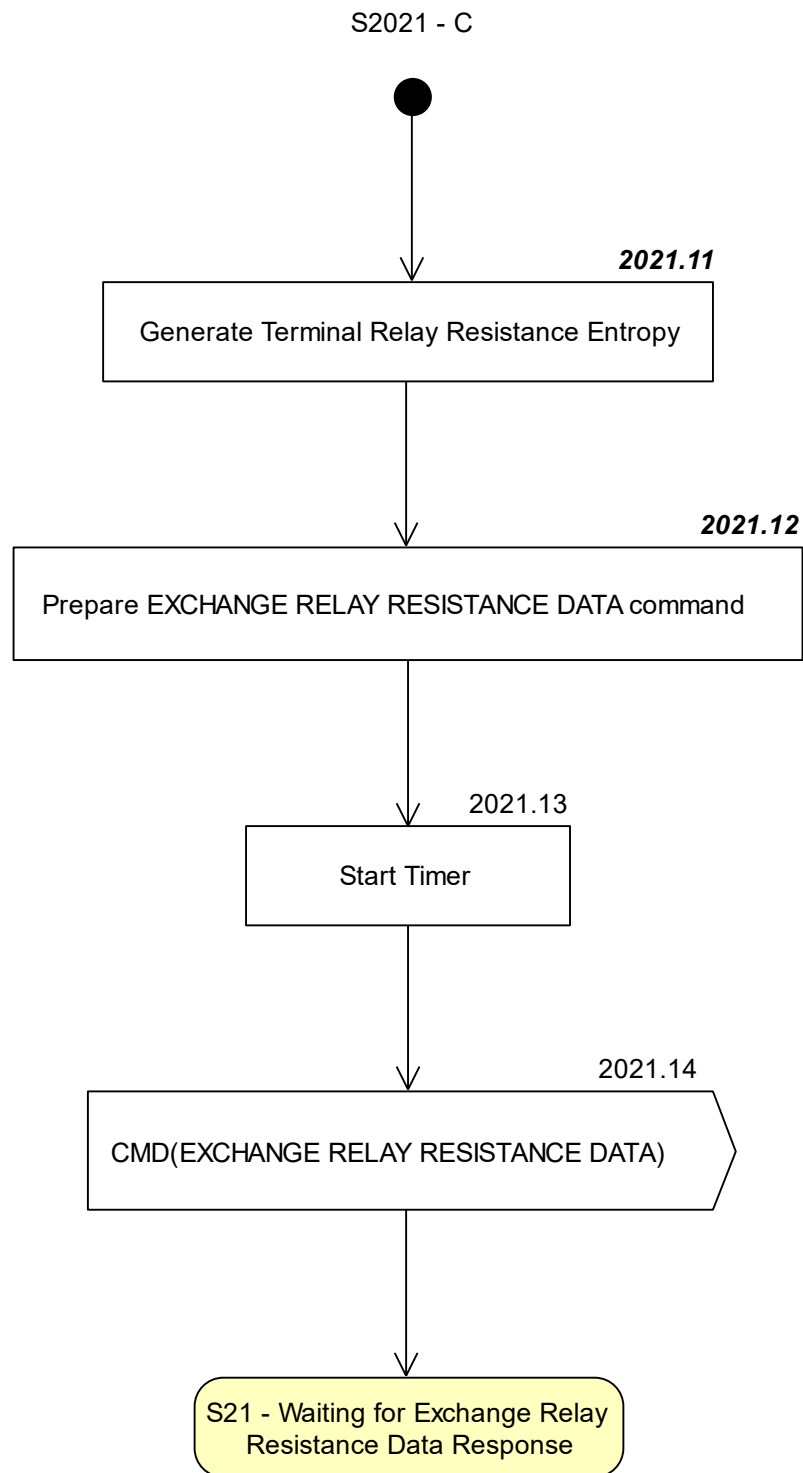 S2021 - C
2021.11
Generate Terminal Relay Resistance Entropy
2021.12
Prepare EXCHANGE RELAY RESISTANCE DATA command
2021.13
Start Timer
2021.14
CMD(EXCHANGE RELAY RESISTANCE DATA)
S21 - Waiting for Exchange Relay
Resistance Data Response